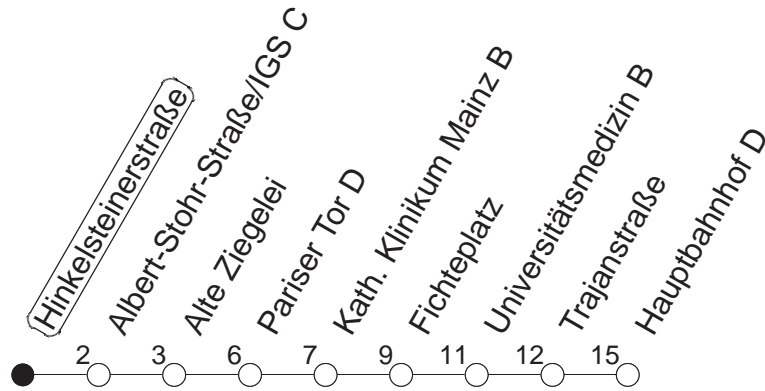 Hinkelsteinerstraße
Albert-Stohr-Straße/IGS C
Alte Ziegelei
Pariser Tor D
Kath. Klinikum Mainz B
Fichteplatz
Universitätsmedizin B
Trajanstraße
Hauptbahnhof D
2 3 6 7 9 11 12 15